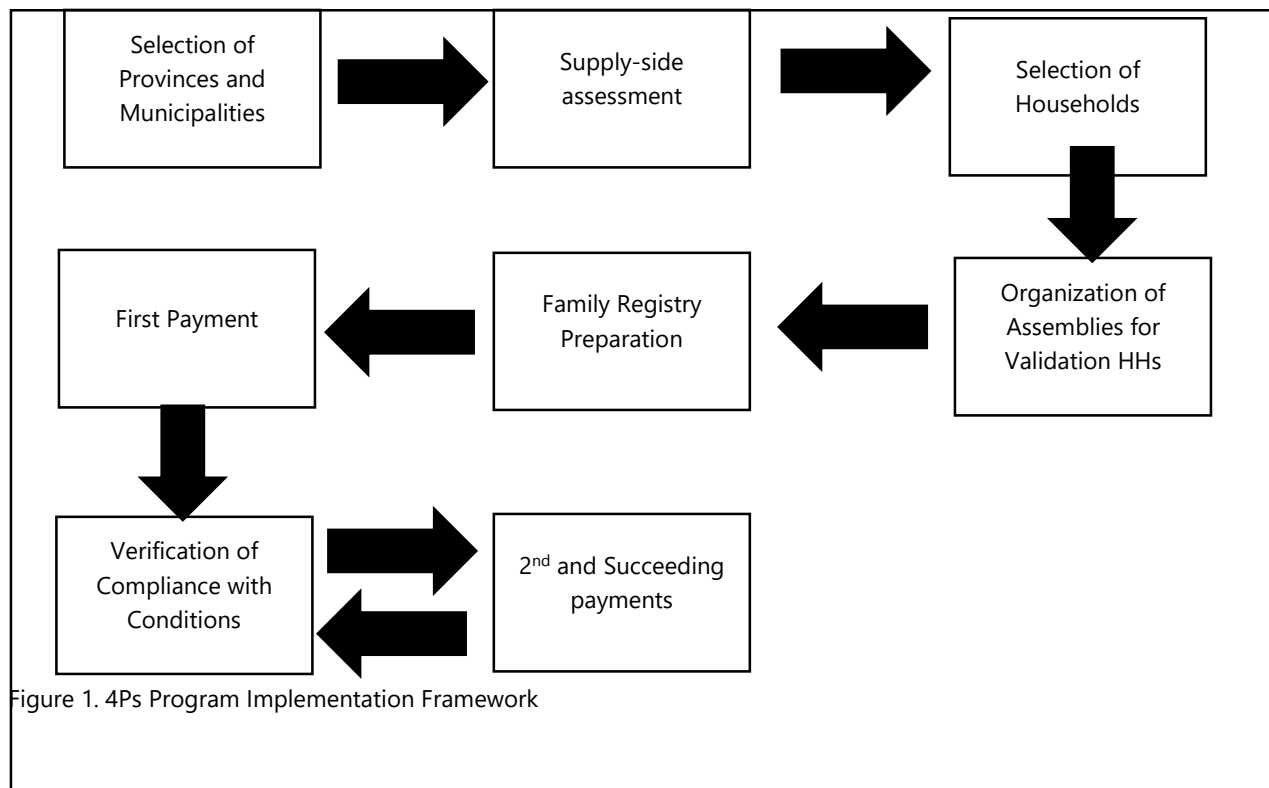 Selection of
Provinces and
Municipalities
Supply-side
assessment
Selection of
Households
Organization of
Assemblies for
Validation HHs
Family Registry
Preparation
First Payment
Verification of
Compliance with
Conditions
2nd and Succeeding
payments
Figure 1. 4Ps Program Implementation Framework